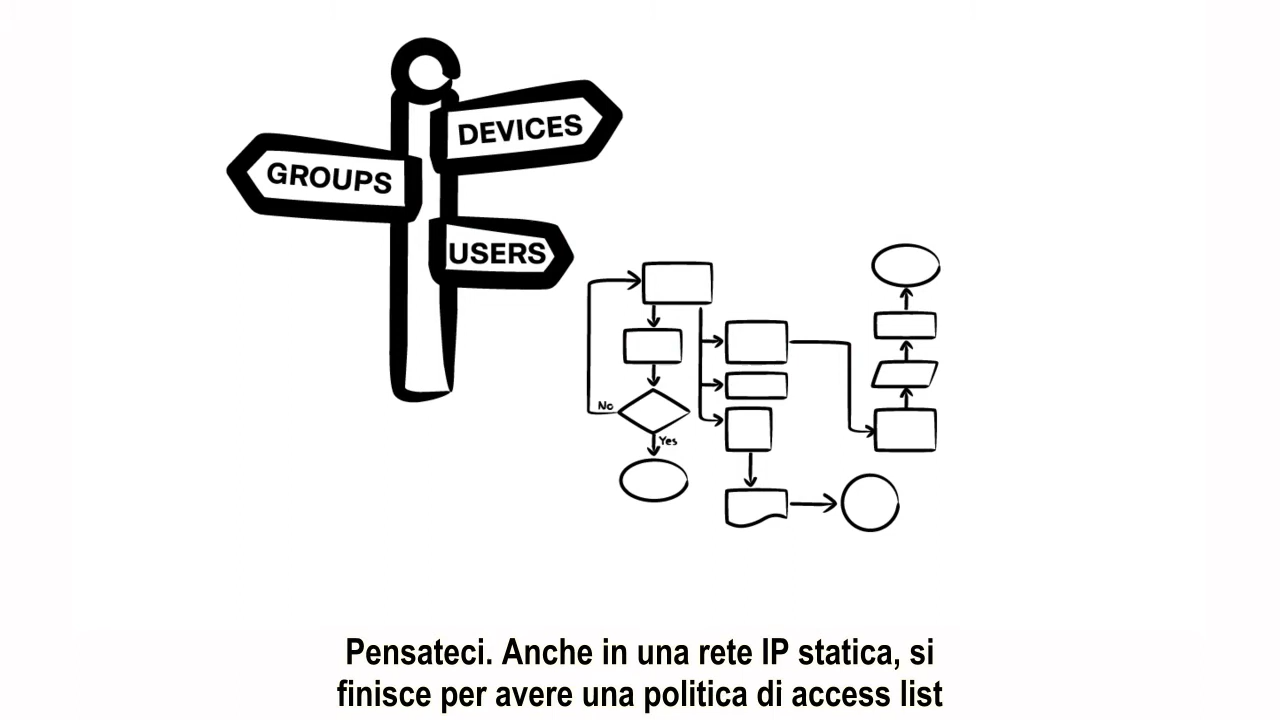 DEVICES
GROUPS
USERS
No
Yes
Pensateci. Anche in una rete IP statica, si
finisce per avere una politica di access list